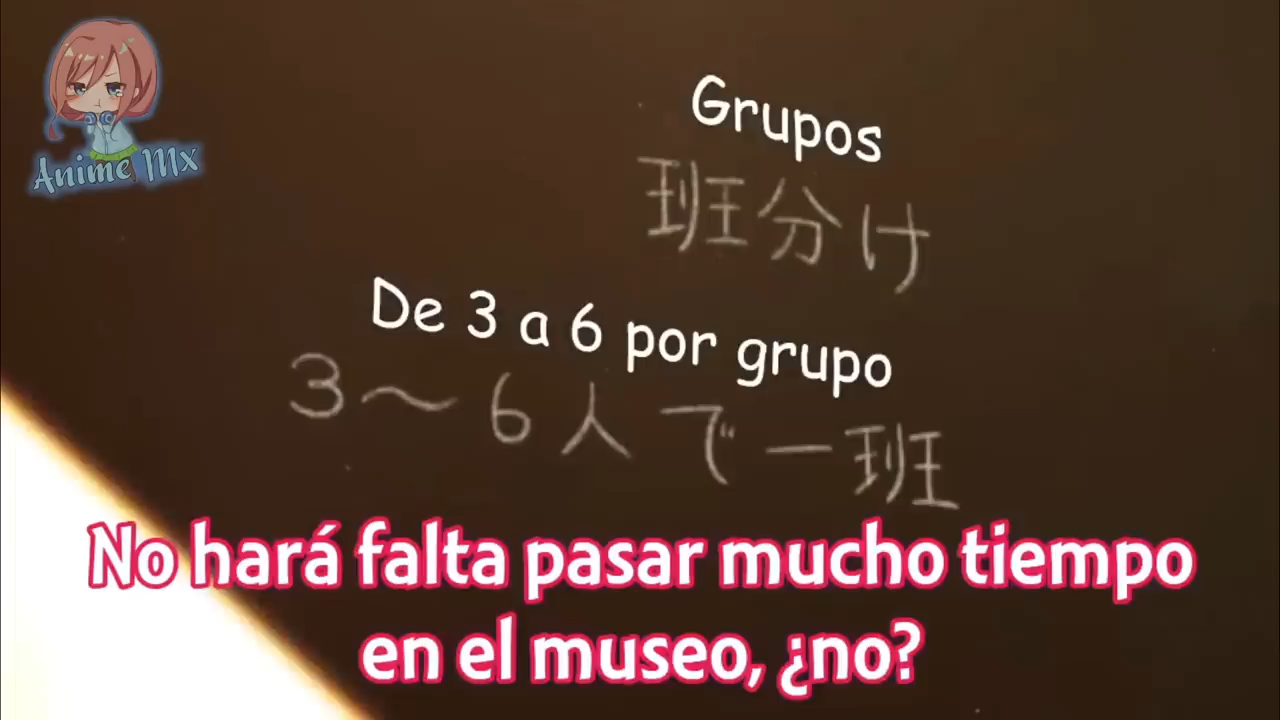 Anime Mx
Grupos
班分け
De 3 a 6 por grupo
3〜6人で一班
No hará falta pasar mucho tiempo
en el museo, ¿no?